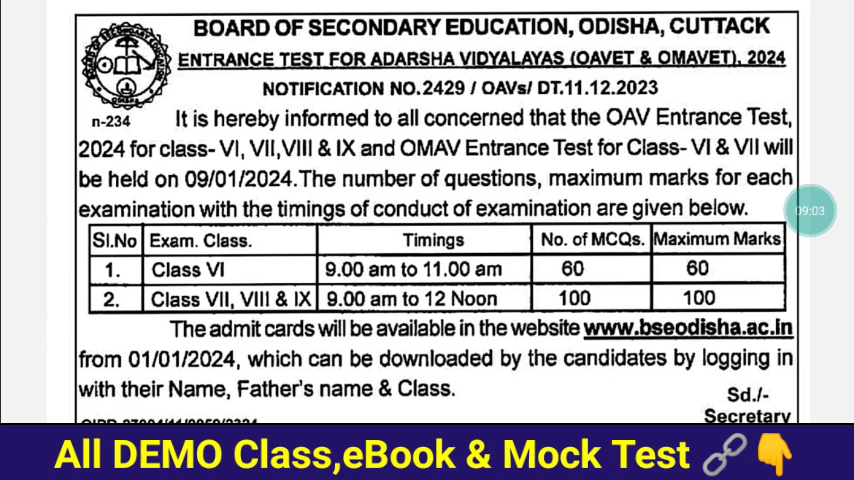 BOARD OF SECONDARY EDUCATION, ODISHA, CUTTACK
ENTRANCE TEST FOR ADARSHA VIDYALAYAS (OAVET & OMAVET), 2024
NOTIFICATION NO.2429 / OAVs/ DT.11.12.2023
n-234
It is hereby informed to all concerned that the OAV Entrance Test,
2024 for class- VI, VII,VIII & IX and OMAV Entrance Test for Class- VI & VII will
be held on 09/01/2024.The number of questions, maximum marks for each
examination with the timings of conduct of examination are given below.
09:03
Sl.No Exam. Class. Timings No. of MCQs. Maximum Marks
1. Class VI 9.00 am to 11.00 am 60 60
2. Class VII, VIII & IX 9.00 am to 12 Noon 100 100
The admit cards will be available in the website www.bseodisha.ac.in
from 01/01/2024, which can be downloaded by the candidates by logging in
with their Name, Father's name & Class.
Sd./-
Secretary
All DEMO Class,eBook & Mock Test 🔗👇